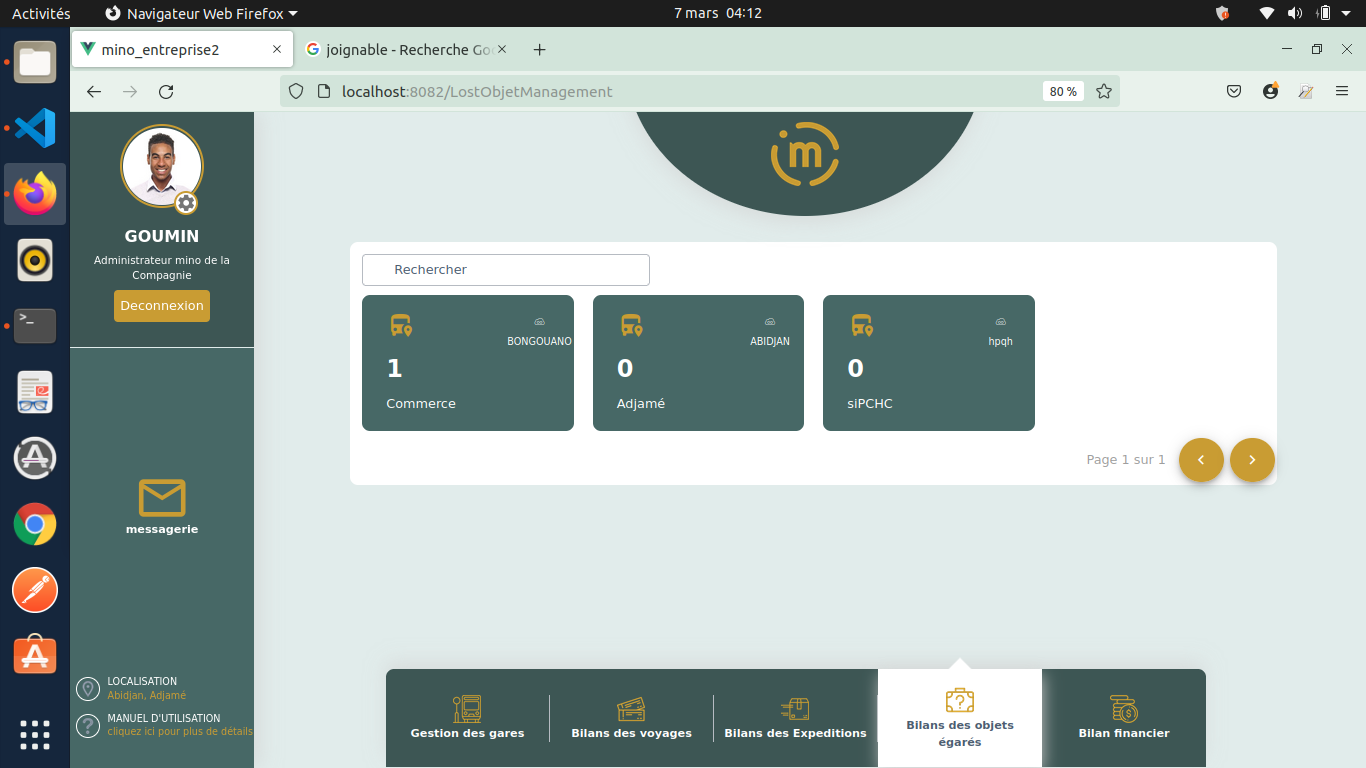 Activités
Navigateur Web Firefox
7 mars 04:12
mino_entreprise2
joignable - Recherche Goo
localhost:8082/LostObjetManagement
80 %
im
GOUMIN
Administrateur mino de la
Compagnie
Deconnexion
messagerie
LOCALISATION
Abidjan, Adjamé
MANUEL D'UTILISATION
cliquez ici pour plus de détails
Rechercher
BONGOUANO
1
Commerce
ABIDJAN
0
Adjamé
hpqh
0
siPCHC
Page 1 sur 1
Gestion des gares
Bilans des voyages
Bilans des Expeditions
Bilans des objets
égarés
Bilan financier